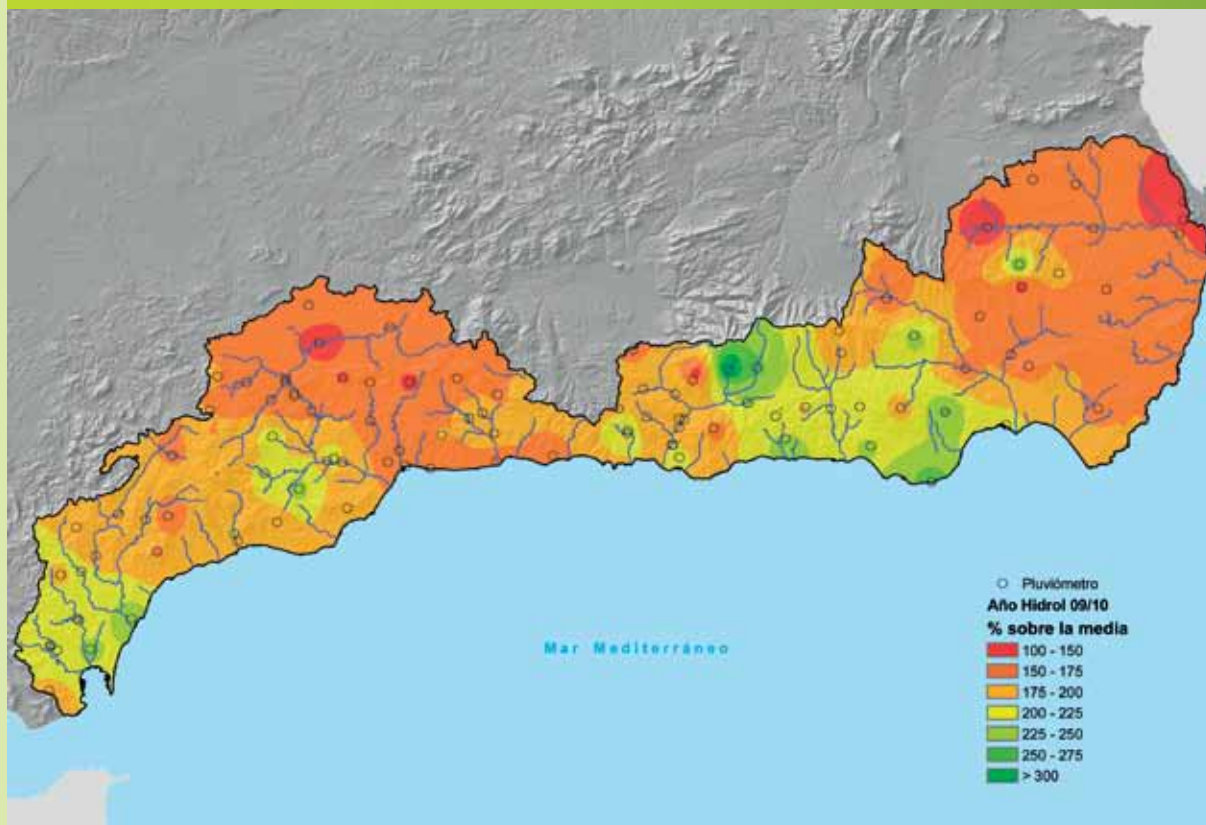 Mar Mediterráneo
Pluviómetro
Año Hidrol 09/10
% sobre la media
100 - 150
150 - 175
175 - 200
200 - 225
225 - 250
250 - 275
> 300